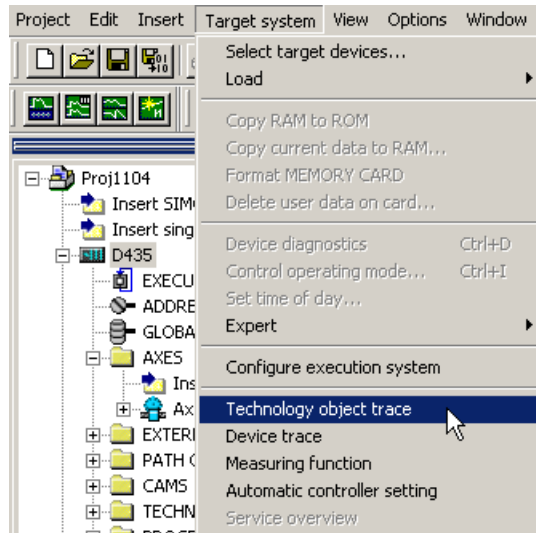 Project Edit Insert Target system View Options Window
Select target devices...
Load
Copy RAM to ROM
Copy current data to RAM...
Format MEMORY CARD
Delete user data on card...
Device diagnostics Ctrl+D
Control operating mode... Ctrl+I
Set time of day...
Expert
Configure execution system
Technology object trace
Device trace
Measuring function
Automatic controller setting
Service overview
Proj1104
Insert SIM
Insert sing
D435
EXECU
ADDRE
GLOBA
AXES
Ins
Ax
EXTER
PATH
CAMS
TECHN